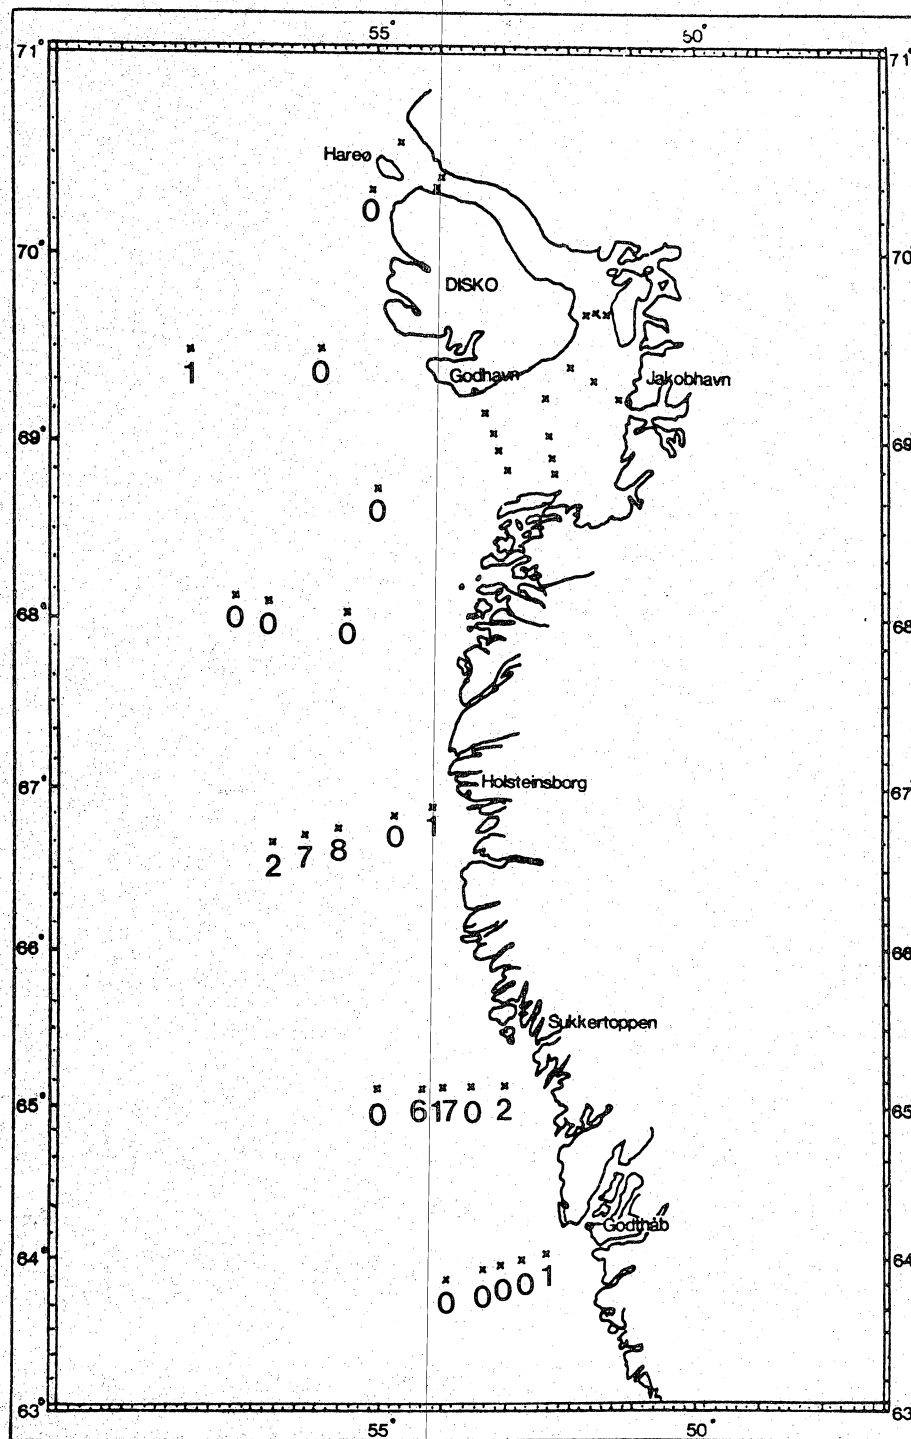 55° 50°
71° 71°
Hareø
0
70° 70
DISKO
1 0
Godhavn Jakobhavn
69° 69
0
68° 68
0 0 0
67° 67
Holsteinsborg
2 7 8 0 1
66° 66
Sukkertoppen
65° 65
0 6 17 0 2
Godthåb
64° 64
0 0 0 0 1
63° 63
55° 50°